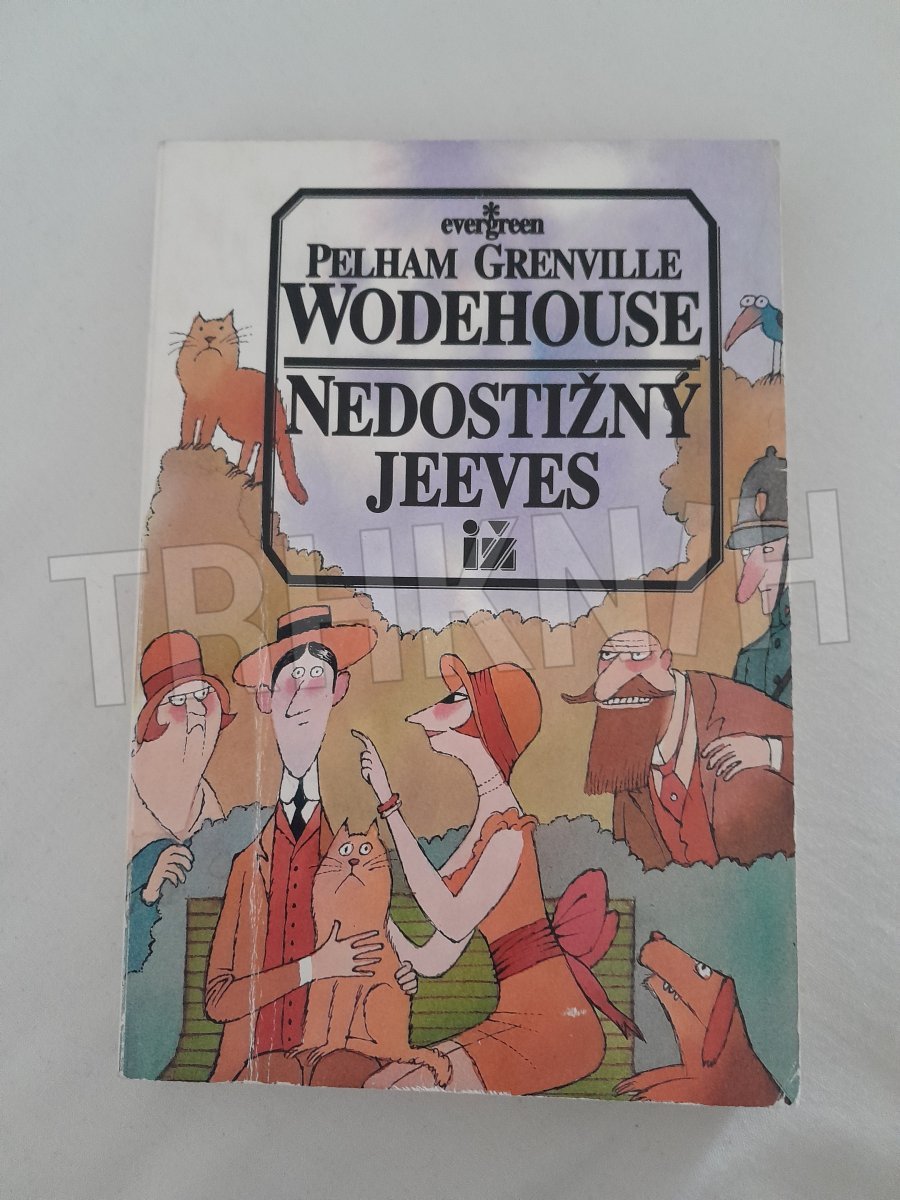 evergreen
PELHAM GRENVILLE
WODEHOUSE
NEDOSTIŽNÝ
JEEVES
iž